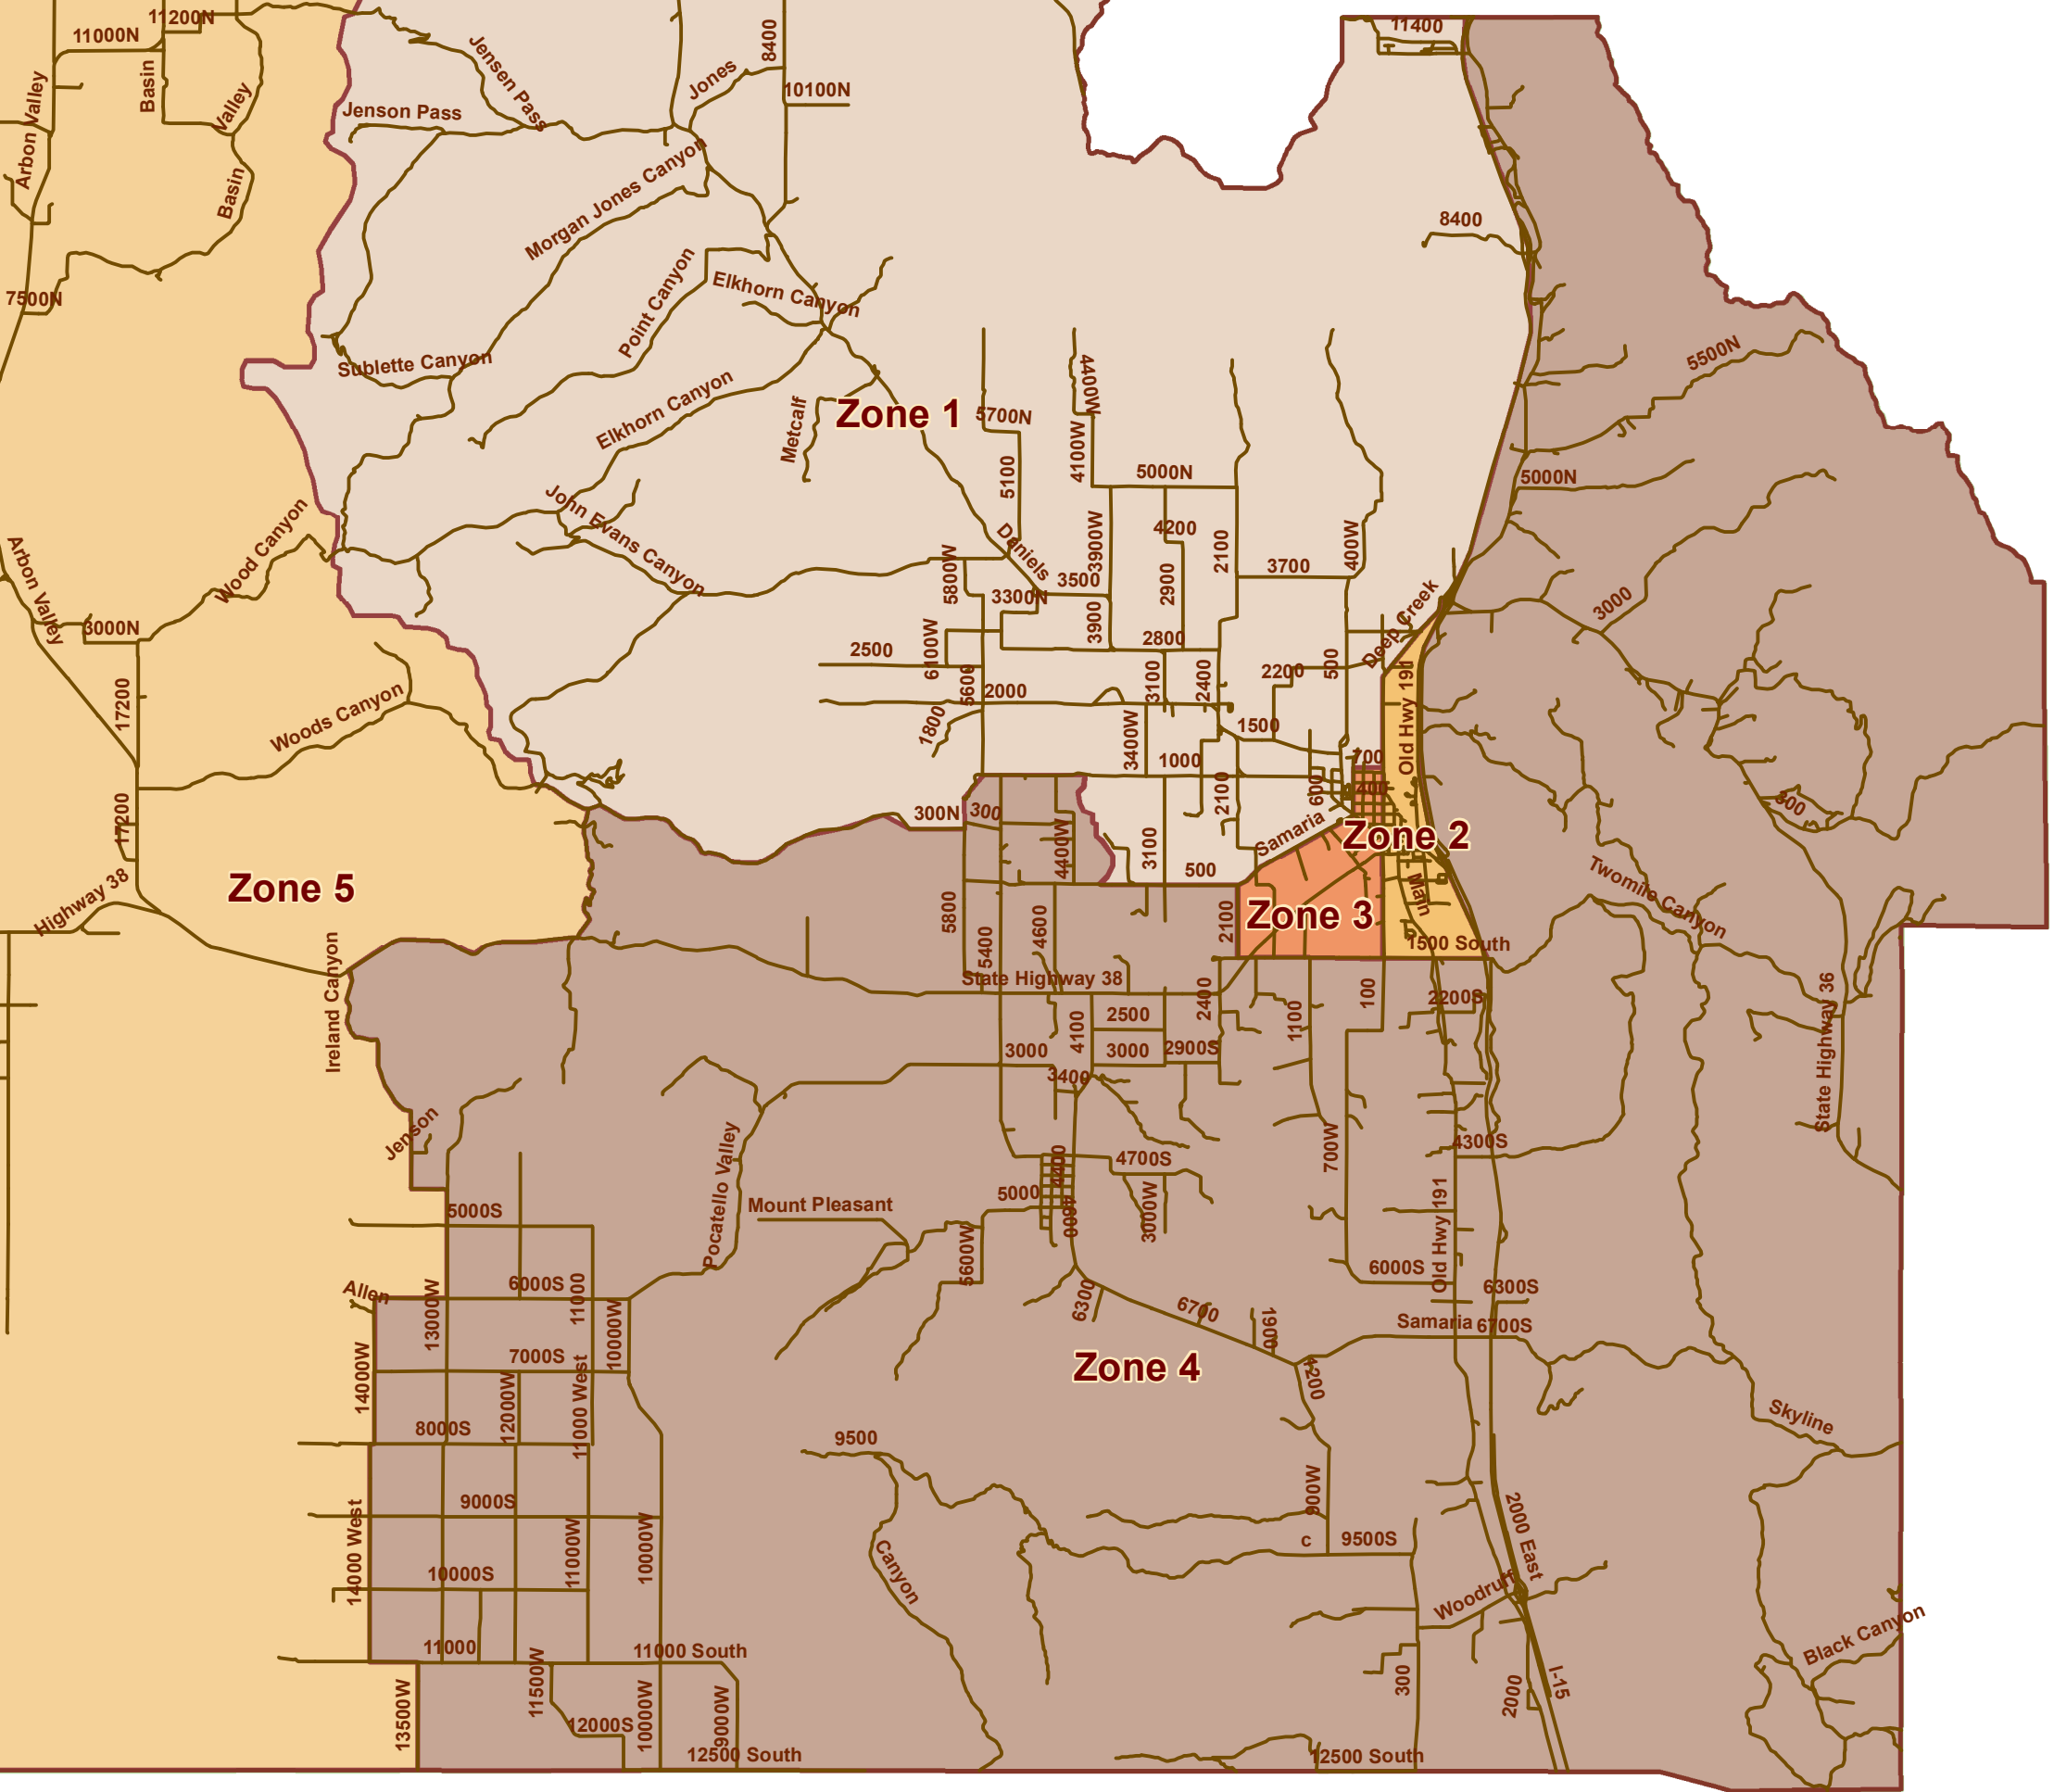 11200N
11000N
Basin
Valley
Arbon Valley
Basin
7500N
Jensen Pass
Jenson Pass
Jones
8400
10100N
Morgan Jones Canyon
Point Canyon
Elkhorn Canyon
Sublette Canyon
Elkhorn Canyon
Metcalf
Zone 1
11400
8400
5500N
5700N
4400W
4100W
5100
5000N
5000N
John Evans Canyon
Daniels
3900W
4200
2100
400W
3700
5800W
3500
3300N
2900
3900
Deep Creek
3000
Wood Canyon
Arbon Valley
3000N
17200
Woods Canyon
17200
2500
6100W
5600
2000
1800
2800
3100
2400
2200
500
Old Hwy 191
3400W
1500
1000
2100
600
700
400
300N
300
4400W
3100
Samaria
Zone 2
300
500
Zone 5
Highway 38
Zone 3
Main
2100
1500 South
Twomile Canyon
5800
5400
4600
State Highway 38
Ireland Canyon
2400
2500
4100
3000
3000
2900S
3400
1100
100
2200S
State Highway 36
Jenson
Pocatello Valley
4400
4700S
5000
4600
3000W
Mount Pleasant
5600W
700W
4300S
Old Hwy 191
6000S
6300S
5000S
Allen
6000S
13000W
11000
10000W
6300
6700
1900
Samaria
6700S
7000S
14000W
12000W
11000 West
8000S
Zone 4
1200
Skyline
9500
9000S
14000 West
11000W
10000W
10000S
Canyon
900W
c
9500S
2000 East
Woodruff
Black Canyon
11000
11000 South
11500W
13500W
12000S
10000W
9000W
12500 South
300
2000
I-15
12500 South